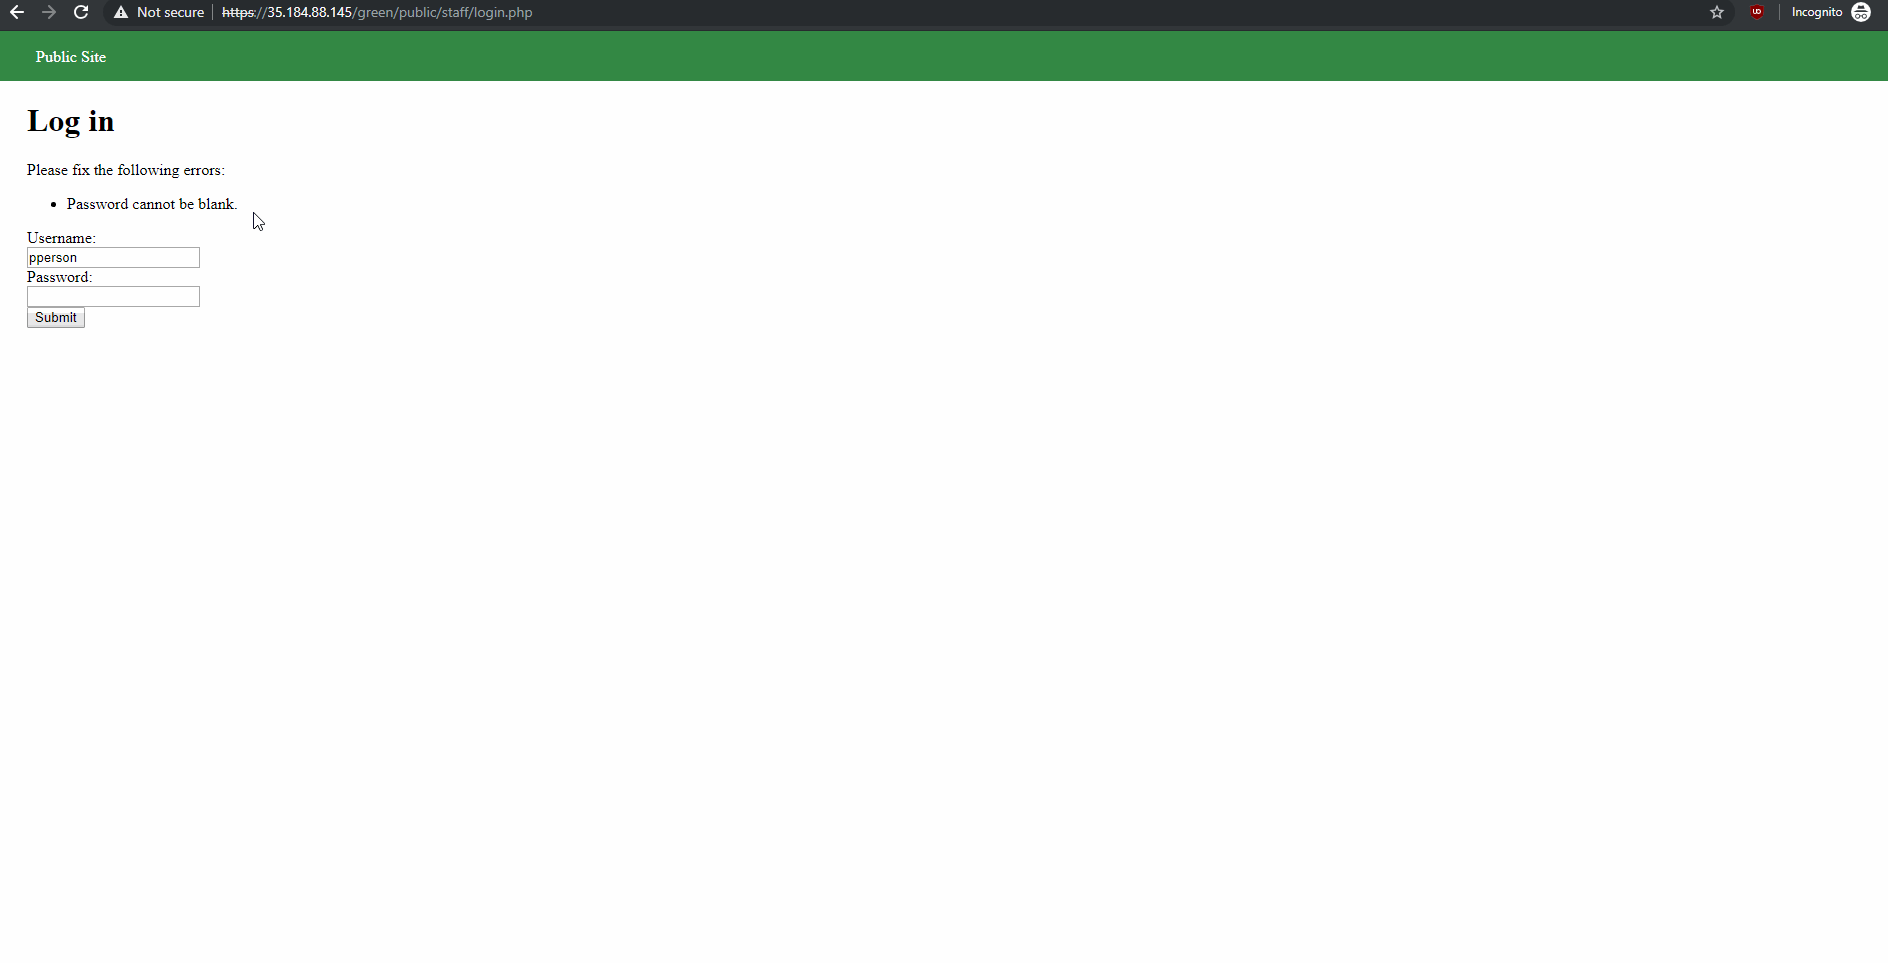 Not secure https://35.184.88.145/green/public/staff/login.php Incognito
Public Site
Log in
Please fix the following errors:
Password cannot be blank.
Username:
pperson
Password:
Submit